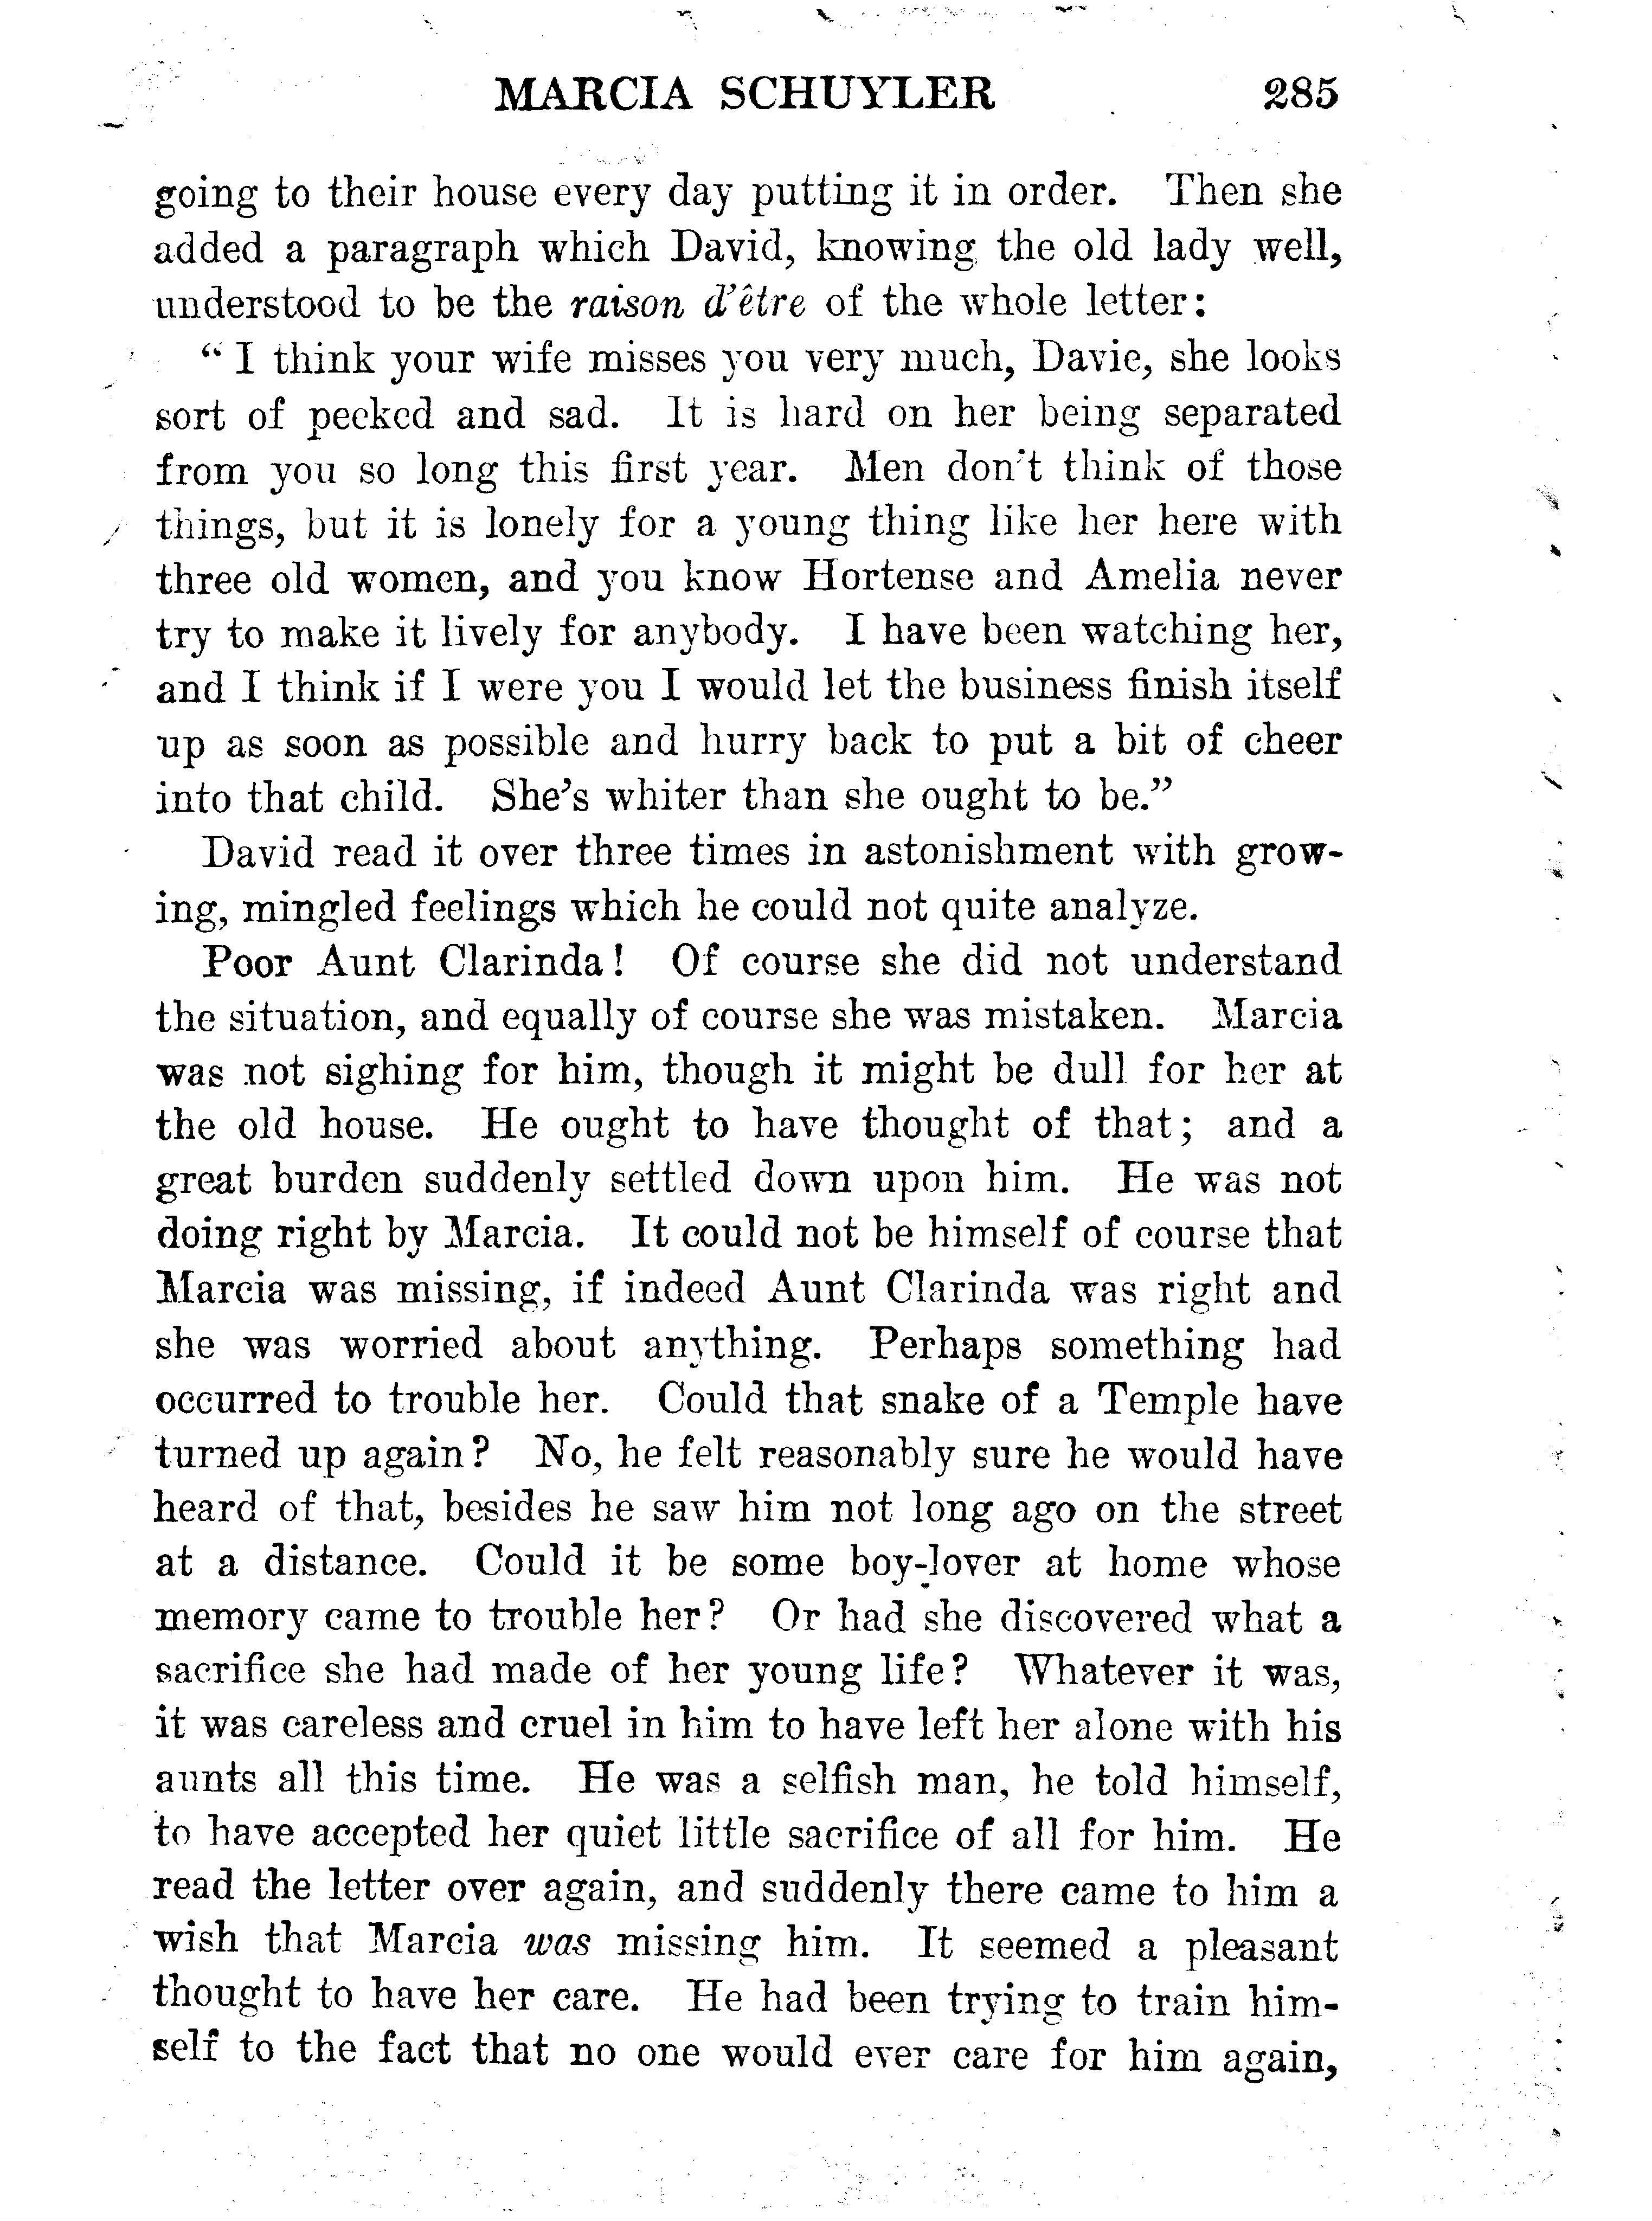 MARCIA SCHUYLER 285
going to their house every day putting it in order. Then she
added a paragraph which David, knowing the old lady well,
understood to be the raison d'être of the whole letter:
"I think your wife misses you very much, Davie, she looks
sort of pecked and sad. It is hard on her being separated
from you so long this first year. Men don't think of those
things, but it is lonely for a young thing like her here with
three old women, and you know Hortense and Amelia never
try to make it lively for anybody. I have been watching her,
and I think if I were you I would let the business finish itself
up as soon as possible and hurry back to put a bit of cheer
into that child. She's whiter than she ought to be."
David read it over three times in astonishment with grow-
ing, mingled feelings which he could not quite analyze.
Poor Aunt Clarinda! Of course she did not understand
the situation, and equally of course she was mistaken. Marcia
was not sighing for him, though it might be dull for her at
the old house. He ought to have thought of that; and a
great burden suddenly settled down upon him. He was not
doing right by Marcia. It could not be himself of course that
Marcia was missing, if indeed Aunt Clarinda was right and
she was worried about anything. Perhaps something had
occurred to trouble her. Could that snake of a Temple have
turned up again? No, he felt reasonably sure he would have
heard of that, besides he saw him not long ago on the street
at a distance. Could it be some boy-lover at home whose
memory came to trouble her? Or had she discovered what a
sacrifice she had made of her young life? Whatever it was,
it was careless and cruel in him to have left her alone with his
aunts all this time. He was a selfish man, he told himself,
to have accepted her quiet little sacrifice of all for him. He
read the letter over again, and suddenly there came to him a
wish that Marcia was missing him. It seemed a pleasant
thought to have her care. He had been trying to train him-
self to the fact that no one would ever care for him again,